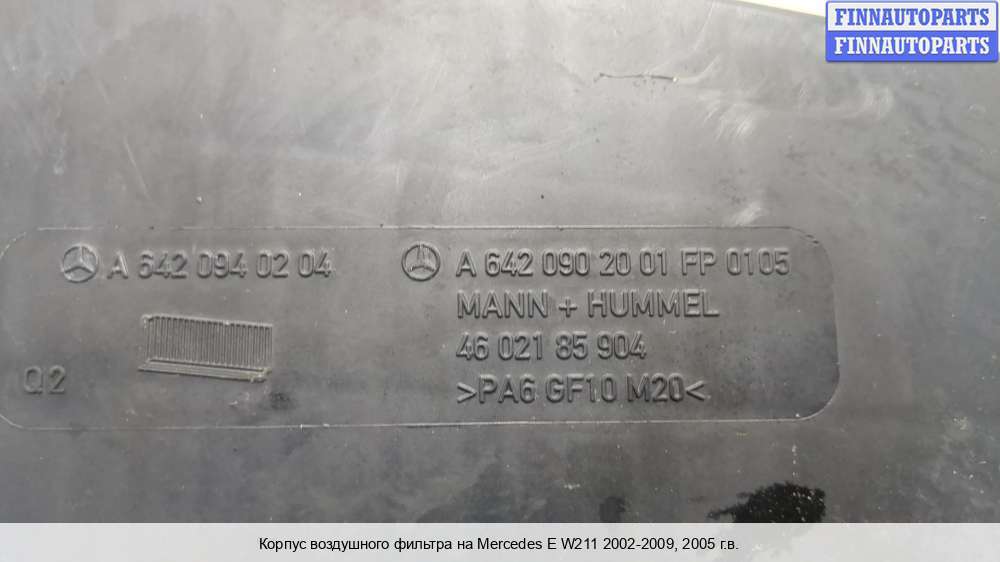 FINNAUTOPARTS
FINNAUTOPARTS
A 642 094 02 04
A 642 090 20 01 FP 0105
MANN + HUMMEL
46 021 85 904
>PA6 GF10 M20<
Q2
Корпус воздушного фильтра на Mercedes E W211 2002-2009, 2005 г.в.